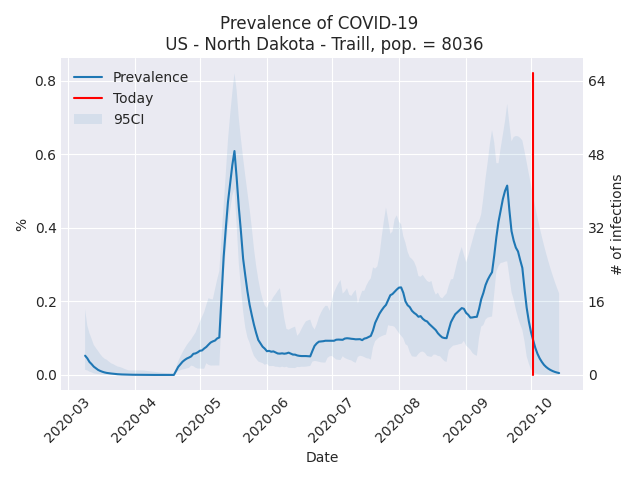 Prevalence of COVID-19
US - North Dakota - Traill, pop. = 8036
Prevalence
Today
95CI
0.8
0.6
0.4
0.2
0.0
%
64
48
32
16
0
# of infections
2020-03
2020-04
2020-05
2020-06
2020-07
2020-08
2020-09
2020-10
Date